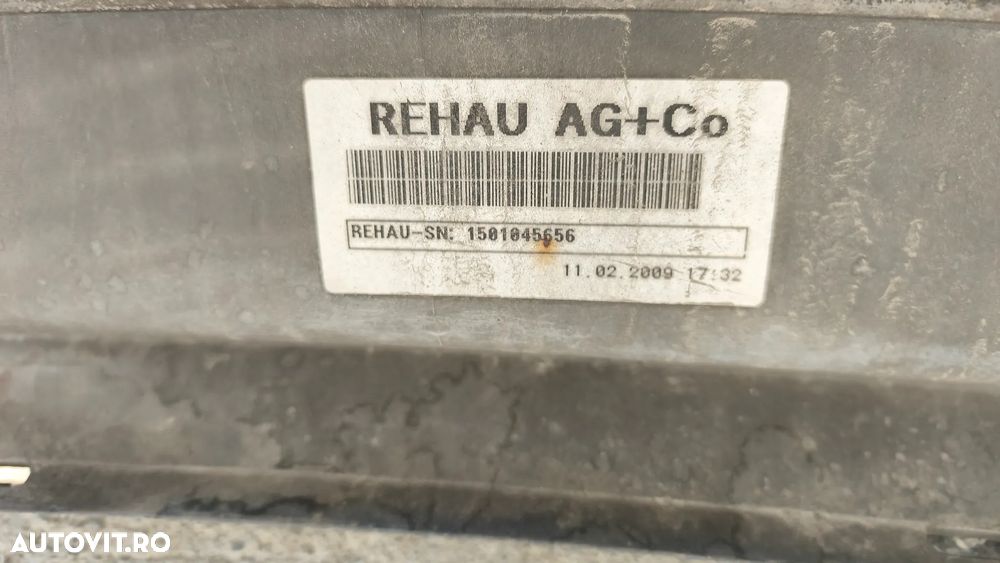 REHAU AG+Co
REHAU-SN: 1501045656
11.02.2009 17:32
AUTOVIT.RO